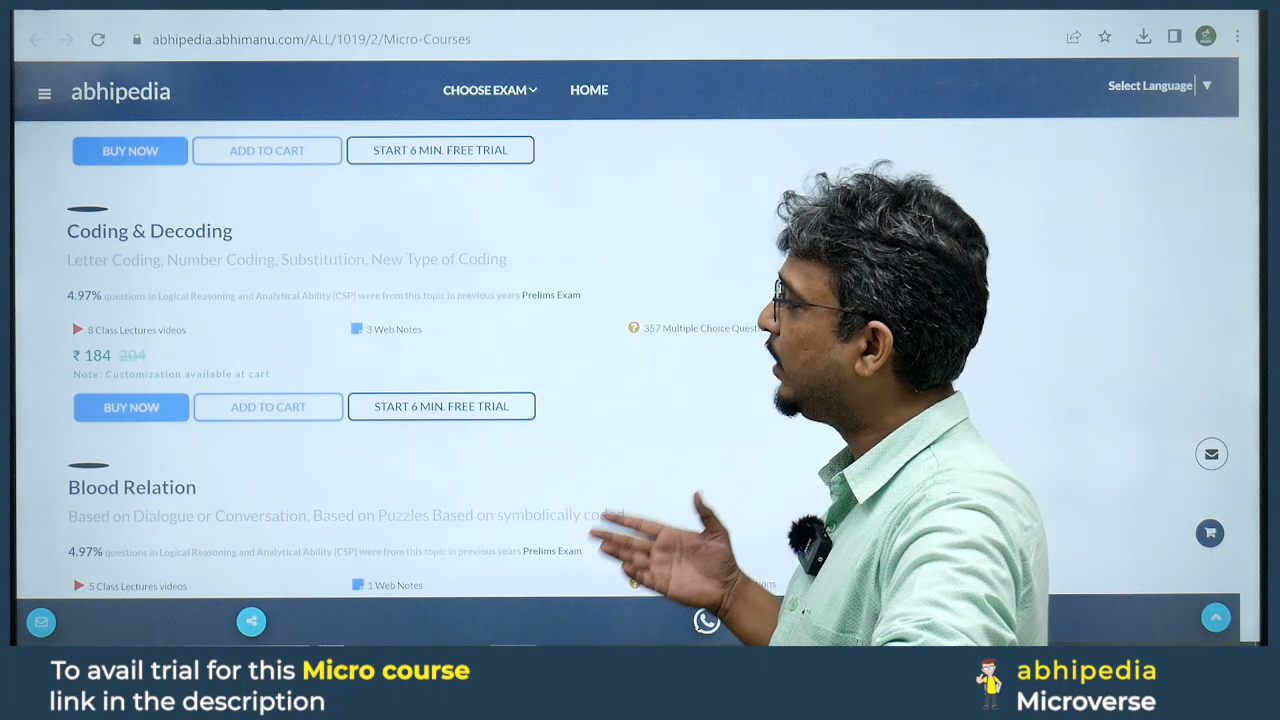 abhipedia.abhimanu.com/ALL/1019/2/Micro-Courses
abhipedia
CHOOSE EXAM
HOME
Select Language
BUY NOW
ADD TO CART
START 6 MIN. FREE TRIAL
Coding & Decoding
Letter Coding, Number Coding, Substitution, New Type of Coding
4.97% questions in Logical Reasoning and Analytical Ability (CSP) were from this topic in previous years Prelims Exam
8 Class Lectures videos
3 Web Notes
357 Multiple Choice
₹ 184 204
Note: Customization available at cart
BUY NOW
ADD TO CART
START 6 MIN. FREE TRIAL
Blood Relation
Based on Dialogue or Conversation, Based on Puzzles Based on symbolically
4.97% questions in Logical Reasoning and Analytical Ability (CSP) were from this topic in previous years Prelims Exam
5 Class Lectures videos
1 Web Notes
To avail trial for this Micro course
link in the description
abhipedia
Microverse